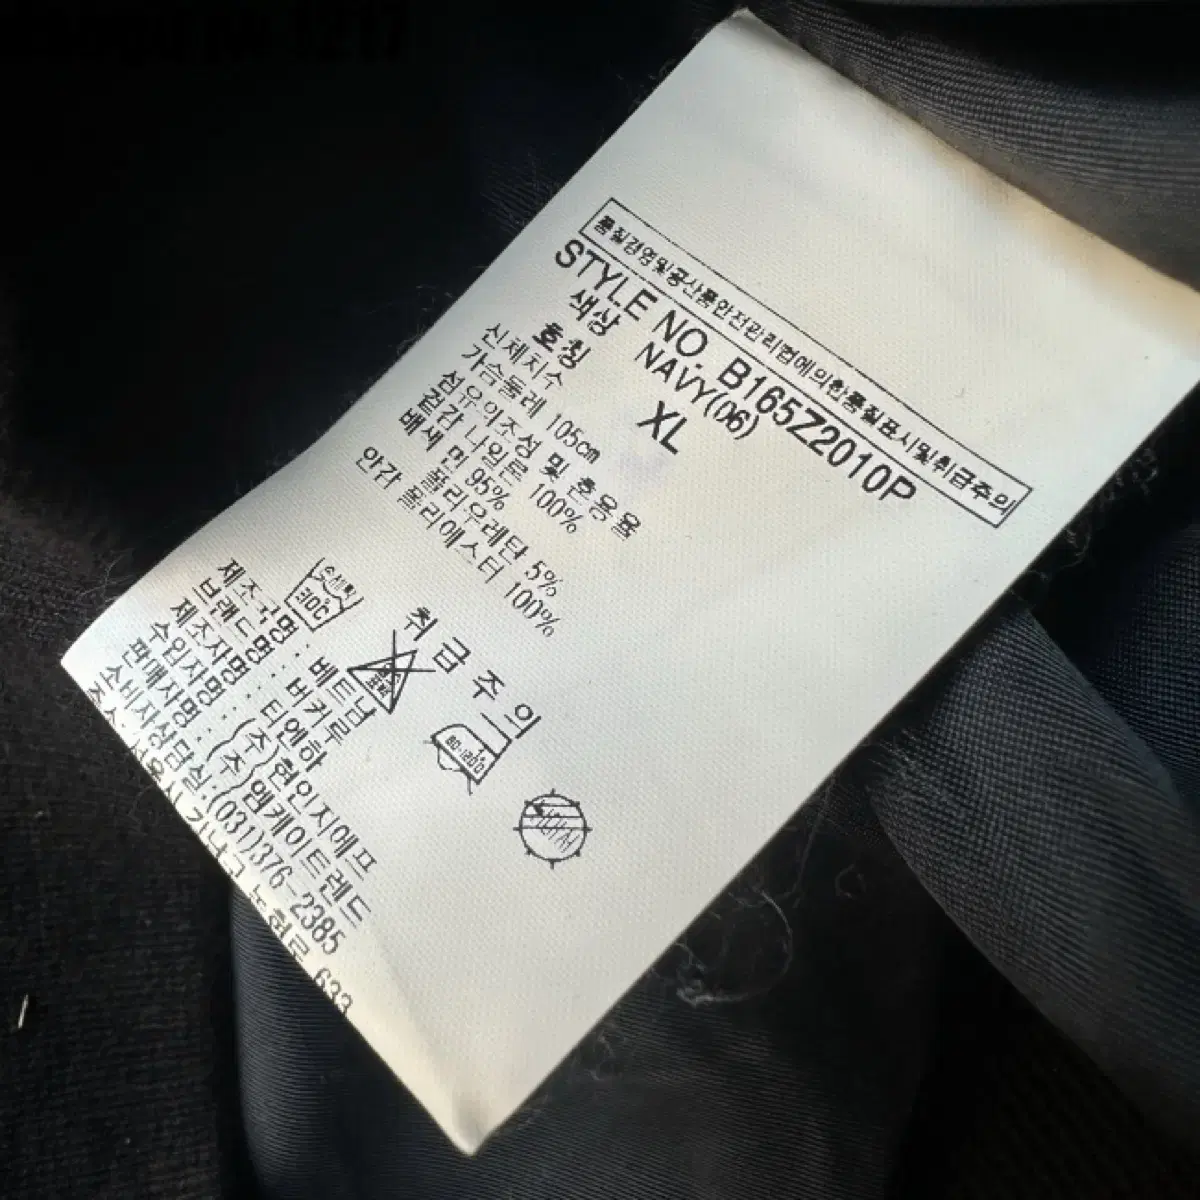 품질경영및공산품안전관리법에의한품질표시및취급주의
STYLE NO. B165Z2010P
색상 NAVY(06)
호칭 XL
신체치수
가슴둘레 105cm
섬유의조성 및 혼용율
겉감 나일론 100%
배색 면 95%
폴리우레탄 5%
안감 폴리에스터 100%
취급주의
제조국명 : 베트남
브랜드명 : 버커루
제조자명 : 티엔하
수입자명 : (주)현인지에프
판매자명 : (주)엠케이트렌드
소비자상담실:(031)376-2385
633